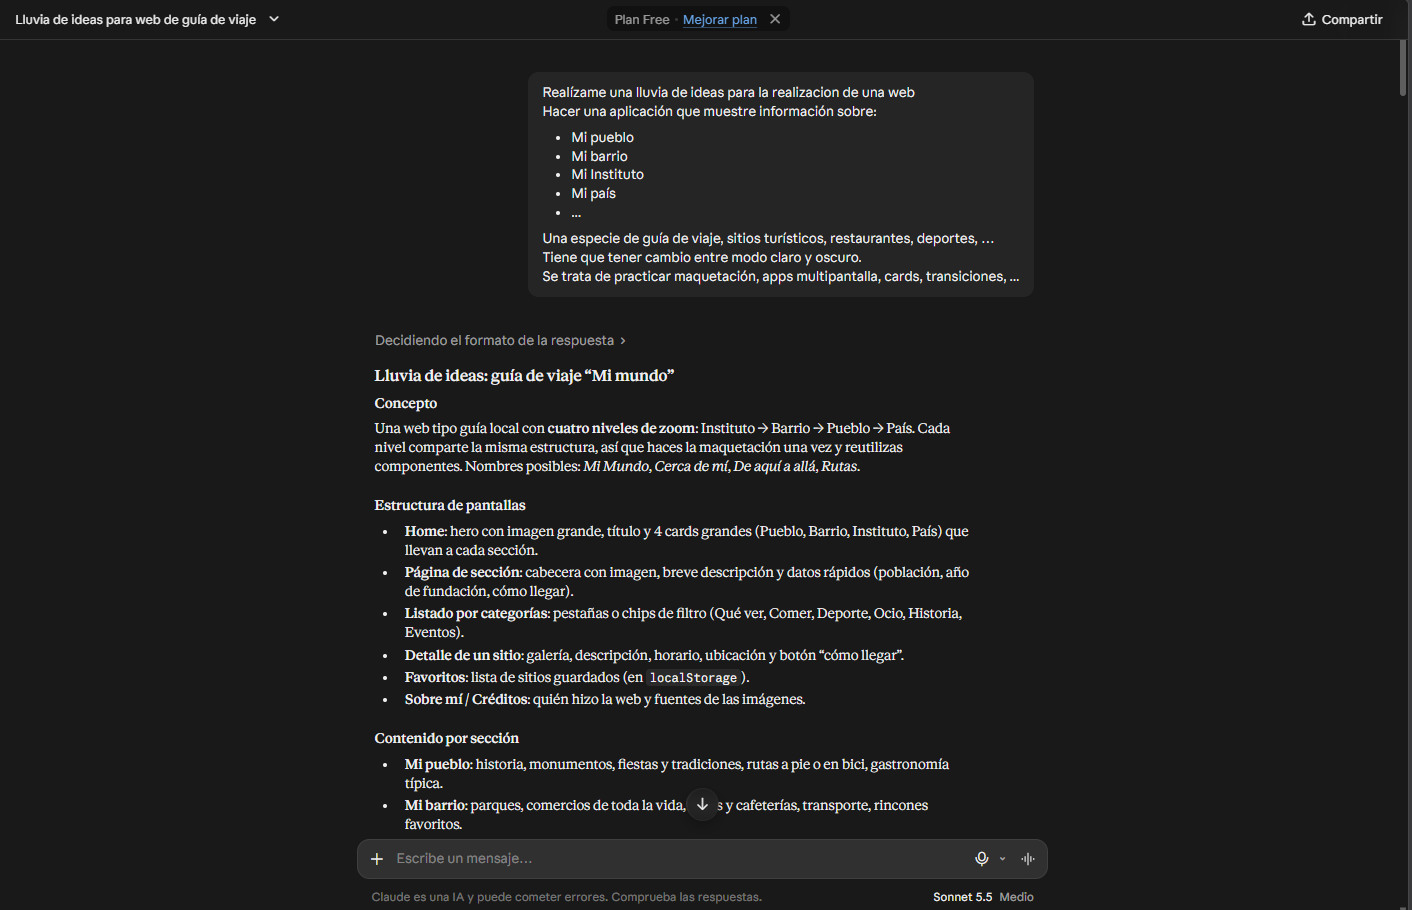 Lluvia de ideas para web de guía de viaje
Plan Free · Mejorar plan
Compartir
Realízame una lluvia de ideas para la realizacion de una web
Hacer una aplicación que muestre información sobre:
• Mi pueblo
• Mi barrio
• Mi Instituto
• Mi país
• ...
Una especie de guía de viaje, sitios turísticos, restaurantes, deportes, …
Tiene que tener cambio entre modo claro y oscuro.
Se trata de practicar maquetación, apps multipantalla, cards, transiciones, ...
Decidiendo el formato de la respuesta
Lluvia de ideas: guía de viaje “Mi mundo”
Concepto
Una web tipo guía local con cuatro niveles de zoom: Instituto → Barrio → Pueblo → País. Cada
nivel comparte la misma estructura, así que haces la maquetación una vez y reutilizas
componentes. Nombres posibles: Mi Mundo, Cerca de mí, De aquí a allá, Rutas.
Estructura de pantallas
• Home: hero con imagen grande, título y 4 cards grandes (Pueblo, Barrio, Instituto, País) que
llevan a cada sección.
• Página de sección: cabecera con imagen, breve descripción y datos rápidos (población, año
de fundación, cómo llegar).
• Listado por categorías: pestañas o chips de filtro (Qué ver, Comer, Deporte, Ocio, Historia,
Eventos).
• Detalle de un sitio: galería, descripción, horario, ubicación y botón “cómo llegar”.
• Favoritos: lista de sitios guardados (en localStorage).
• Sobre mí / Créditos: quién hizo la web y fuentes de las imágenes.
Contenido por sección
• Mi pueblo: historia, monumentos, fiestas y tradiciones, rutas a pie o en bici, gastronomía
típica.
• Mi barrio: parques, comercios de toda la vida, y cafeterías, transporte, rincones
favoritos.
Escribe un mensaje...
Claude es una IA y puede cometer errores. Comprueba las respuestas.
Sonnet 5.5 Medio